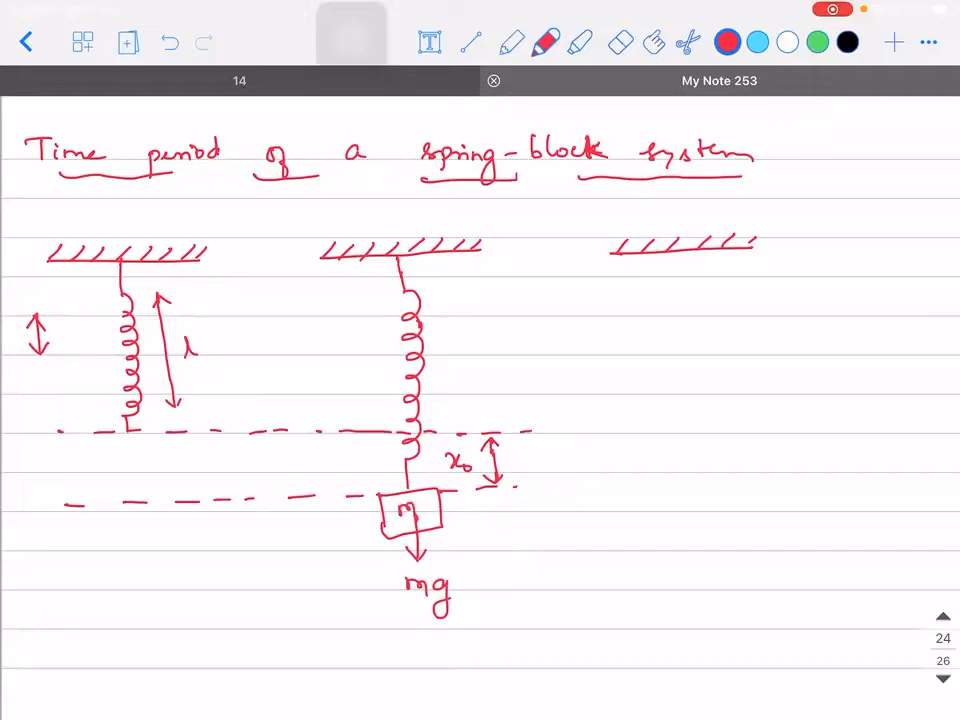 14
My Note 253
Time period of a spring-block system
l
x₀
m
mg
24
26